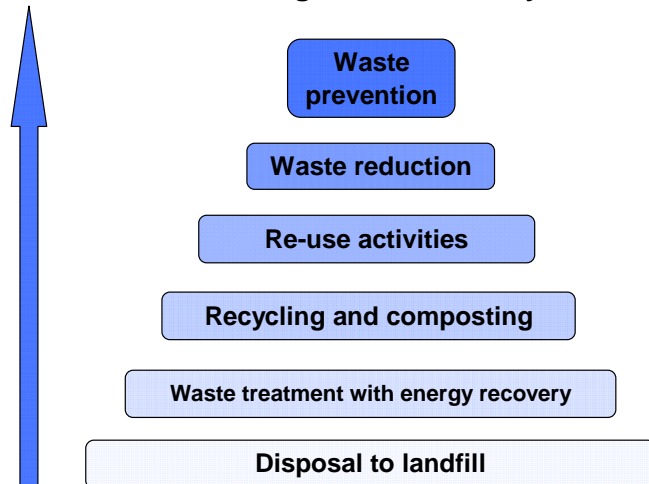 Waste
prevention
Waste reduction
Re-use activities
Recycling and composting
Waste treatment with energy recovery
Disposal to landfill